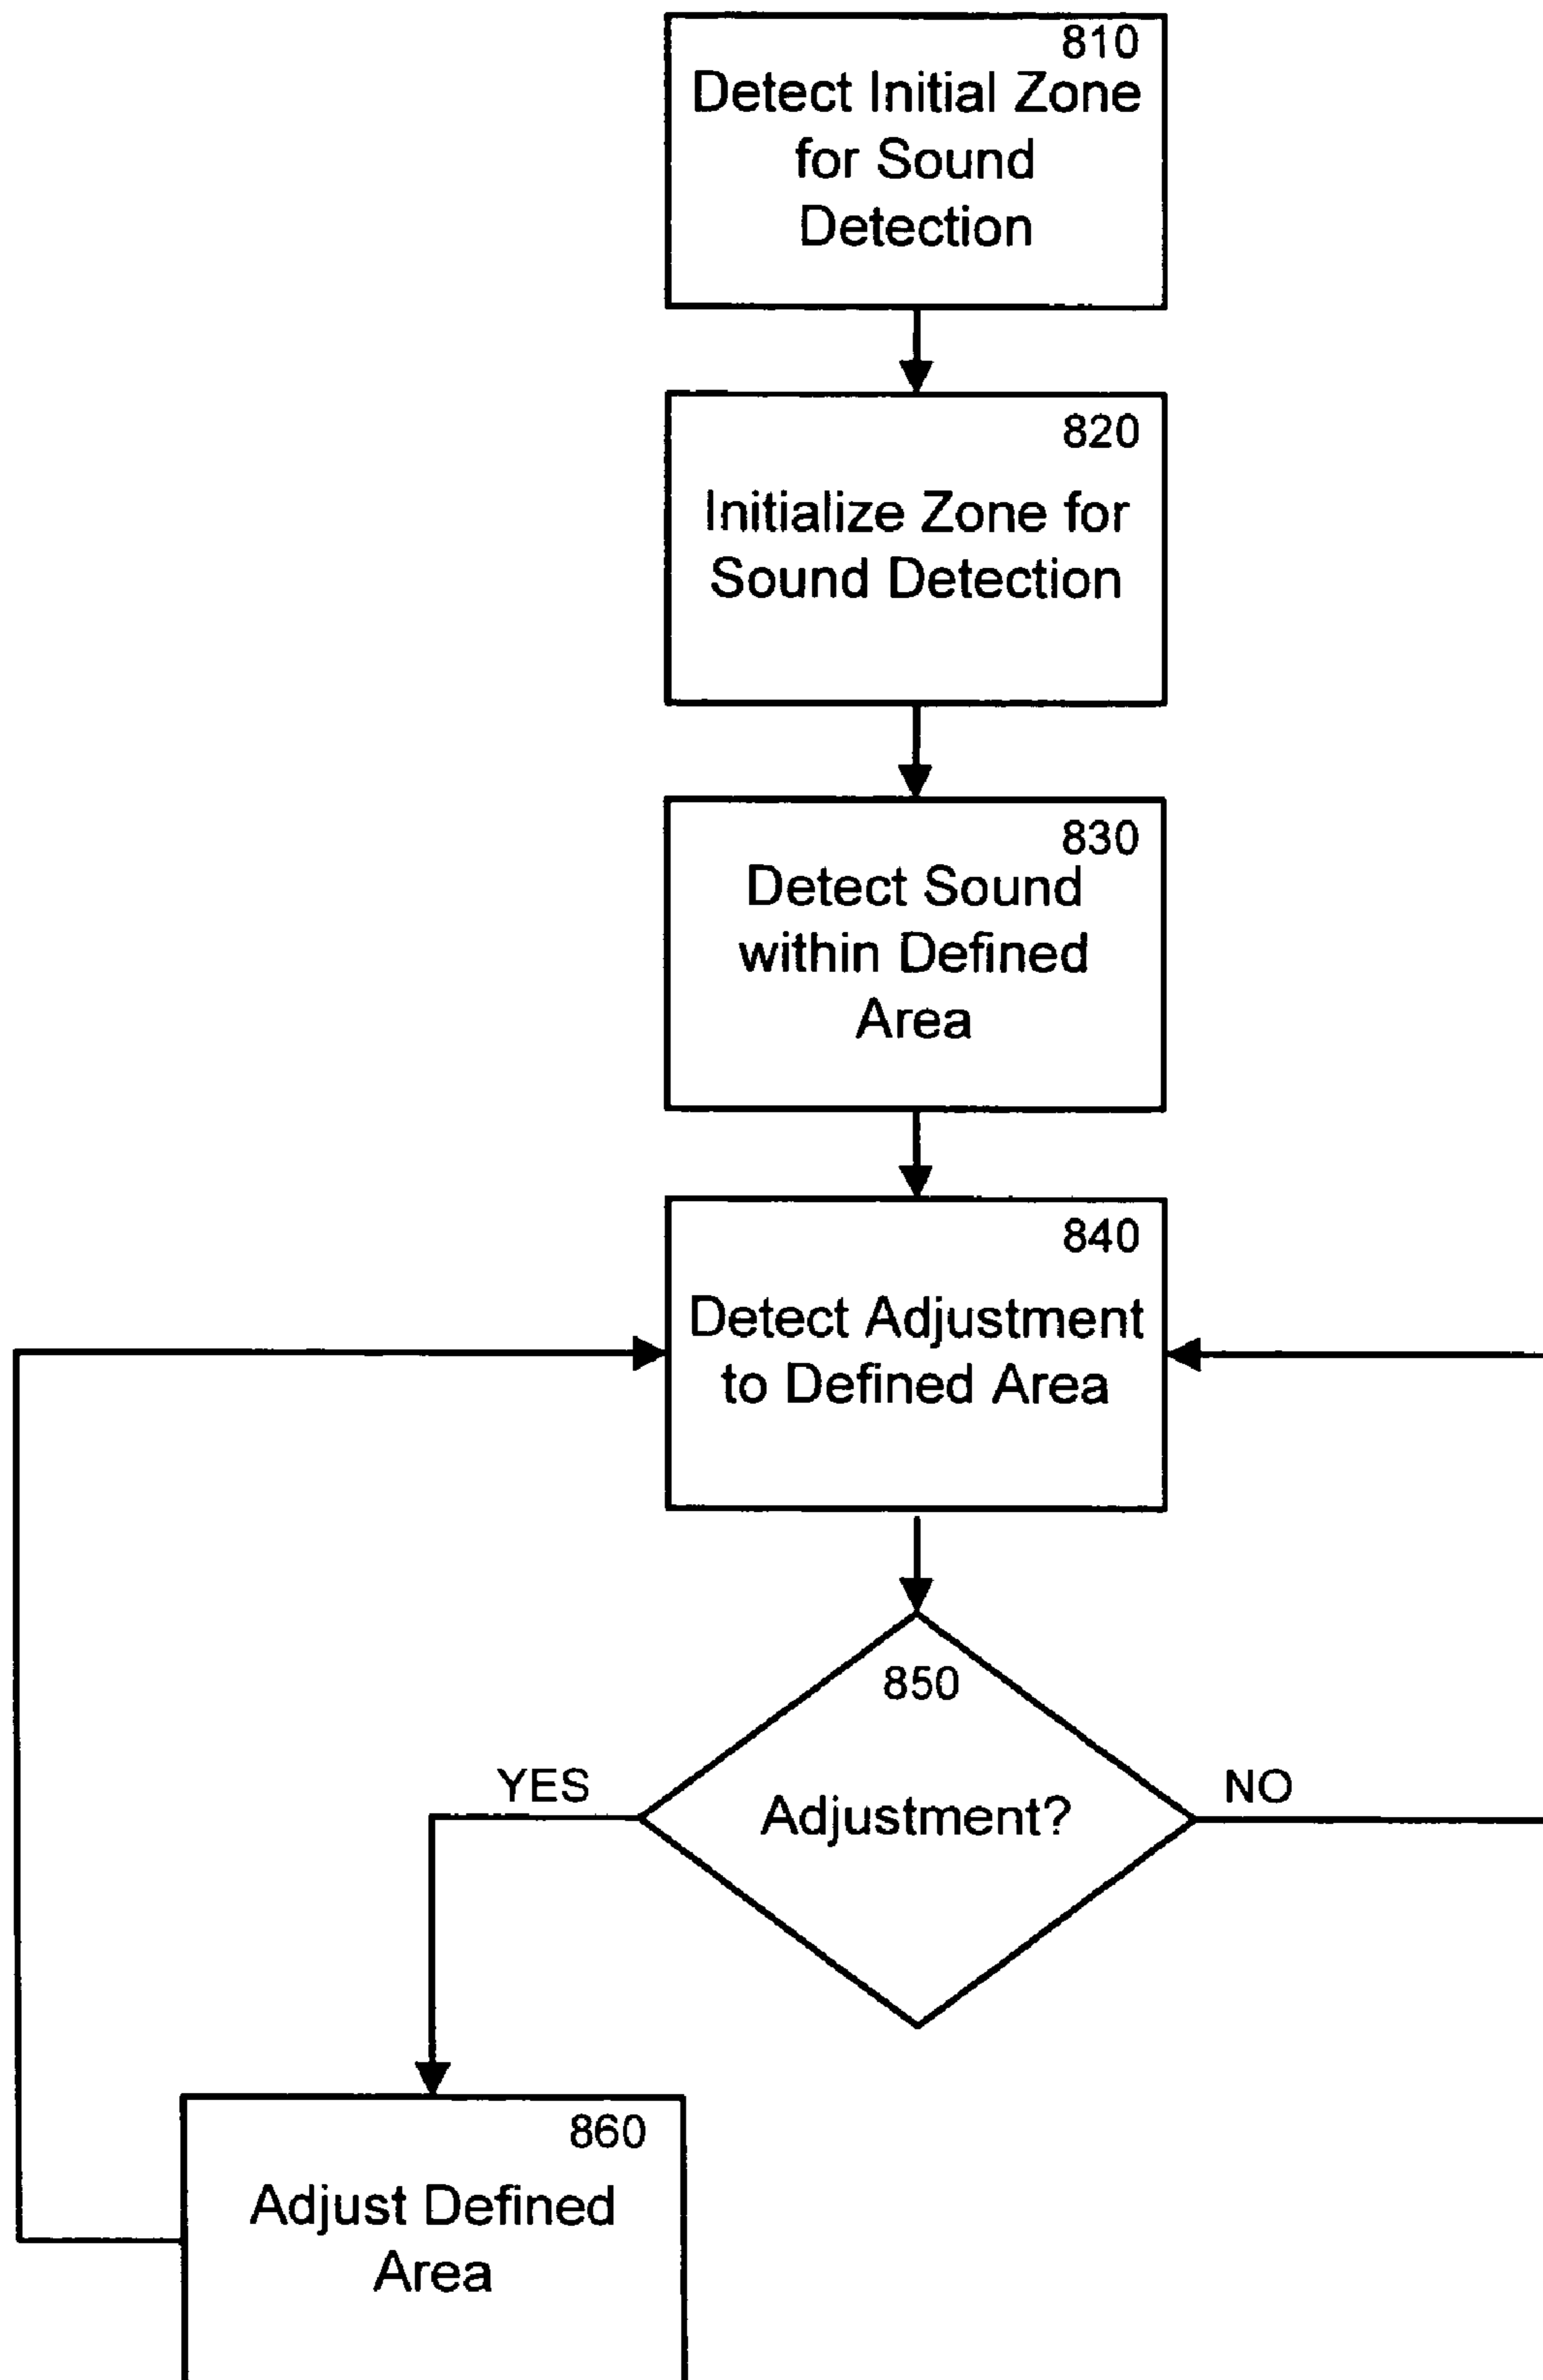 810
Detect Initial Zone
for Sound
Detection
820
Initialize Zone for
Sound Detection
830
Detect Sound
within Defined
Area
840
Detect Adjustment
to Defined Area
850
YES
Adjustment?
NO
860
Adjust Defined
Area